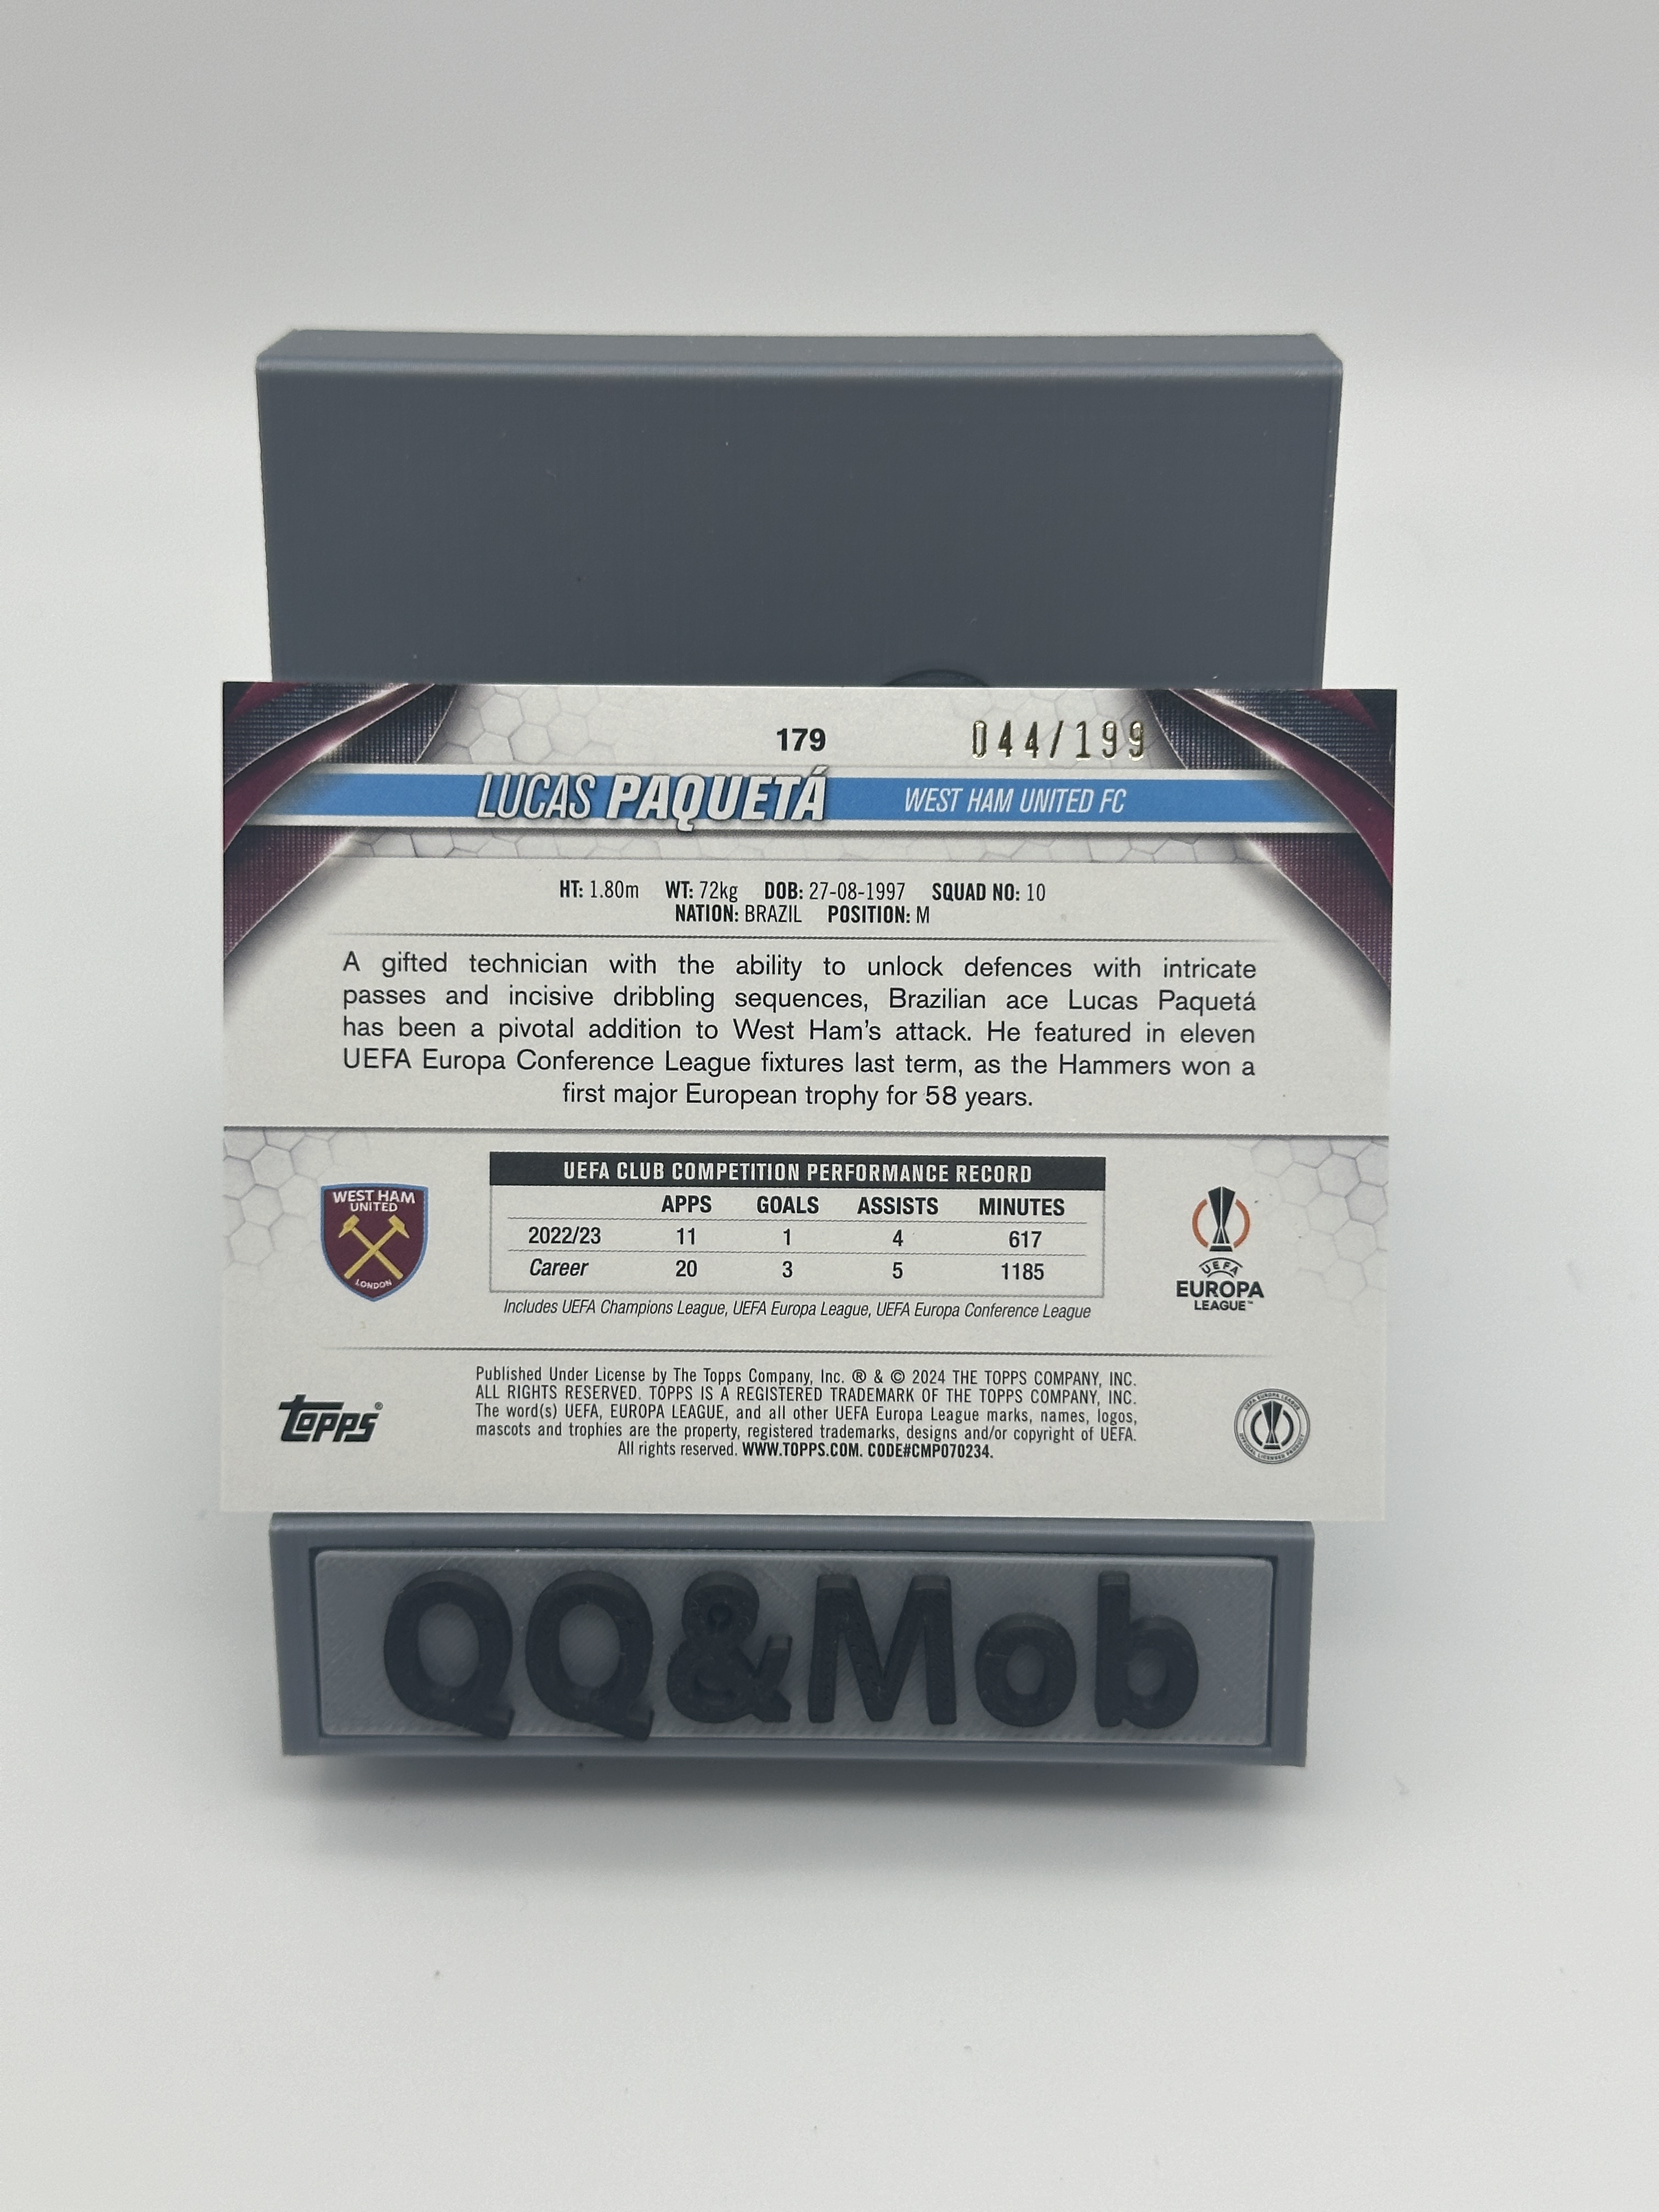 179 044/199
LUCAS PAQUETÁ WEST HAM UNITED FC
HT: 1.80m WT: 72kg DOB: 27-08-1997 SQUAD NO: 10
NATION: BRAZIL POSITION: M
A gifted technician with the ability to unlock defences with intricate
passes and incisive dribbling sequences, Brazilian ace Lucas Paquetá
has been a pivotal addition to West Ham's attack. He featured in eleven
UEFA Europa Conference League fixtures last term, as the Hammers won a
first major European trophy for 58 years.
WEST HAM
UNITED
LONDON
UEFA CLUB COMPETITION PERFORMANCE RECORD
APPS GOALS ASSISTS MINUTES
2022/23 11 1 4 617
Career 20 3 5 1185
Includes UEFA Champions League, UEFA Europa League, UEFA Europa Conference League
UEFA
EUROPA
LEAGUE™
topps®
Published Under License by The Topps Company, Inc. ® & © 2024 THE TOPPS COMPANY, INC.
ALL RIGHTS RESERVED. TOPPS IS A REGISTERED TRADEMARK OF THE TOPPS COMPANY, INC.
The word(s) UEFA, EUROPA LEAGUE, and all other UEFA Europa League marks, names, logos,
mascots and trophies are the property, registered trademarks, designs and/or copyright of UEFA.
All rights reserved. WWW.TOPPS.COM. CODE#CMP070234.
UEFA EUROPA LEAGUE
OFFICIAL LICENSED PRODUCT
QQ&Mob